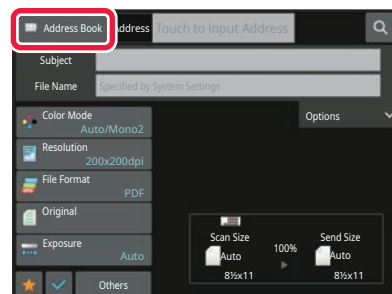 Address Book Address Touch to input Address
Subject
File Name Specified by System Settings
Options
Color Mode
Auto/Mono2
Resolution
200x200dpi
File Format
PDF
Original
Exposure
Auto
Others
Scan Size
Auto
8½x11
100%
Send Size
Auto
8½x11